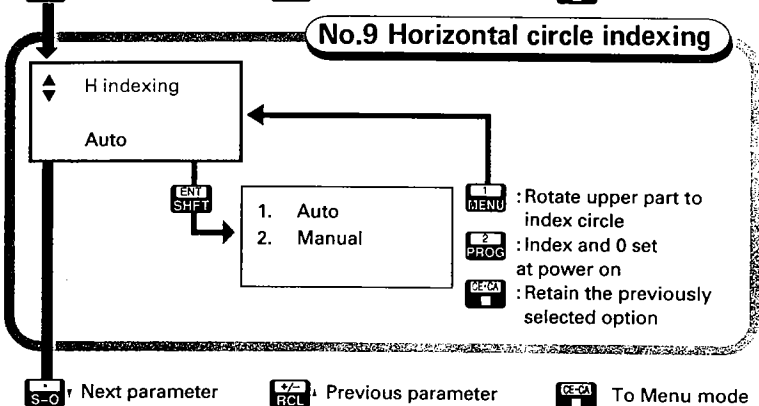 No.9 Horizontal circle indexing
H indexing
Auto
ENT
SHFT
1. Auto
2. Manual
1
MENU
: Rotate upper part to
index circle
2
PROG
: Index and 0 set
at power on
CE·CA
: Retain the previously
selected option
S-O
Next parameter
+/−
RCL
Previous parameter
CE·CA
To Menu mode